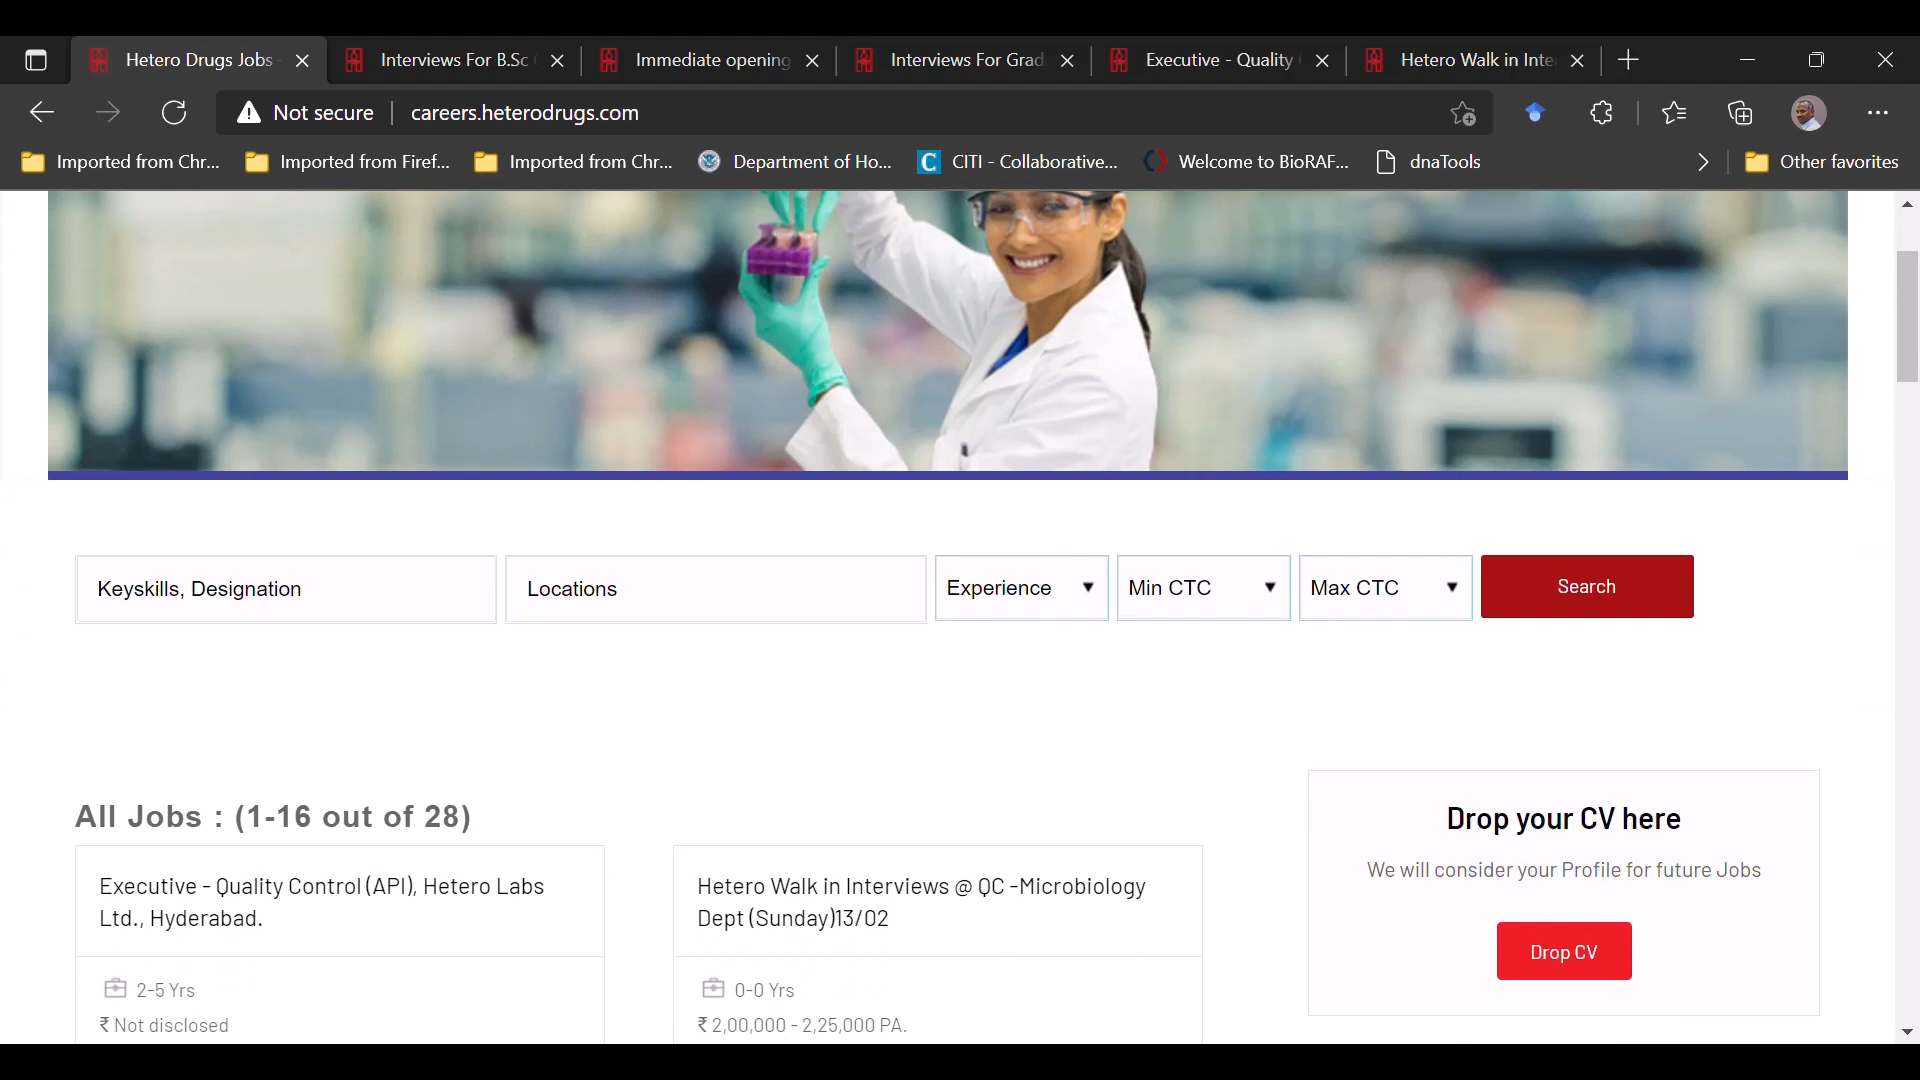 Hetero Drugs Jobs
Interviews For B.Sc
Immediate opening
Interviews For Grad
Executive - Quality
Hetero Walk in Inte
Not secure
careers.heterodrugs.com
Imported from Chr...
Imported from Firef...
Imported from Chr...
Department of Ho...
C CITI - Collaborative...
Welcome to BioRAF...
dnaTools
Other favorites
Keyskills, Designation
Locations
Experience
Min CTC
Max CTC
Search
All Jobs : (1-16 out of 28)
Executive - Quality Control (API), Hetero Labs
Ltd., Hyderabad.
2-5 Yrs
₹ Not disclosed
Hetero Walk in Interviews @ QC -Microbiology
Dept (Sunday)13/02
0-0 Yrs
₹ 2,00,000 - 2,25,000 PA.
Drop your CV here
We will consider your Profile for future Jobs
Drop CV